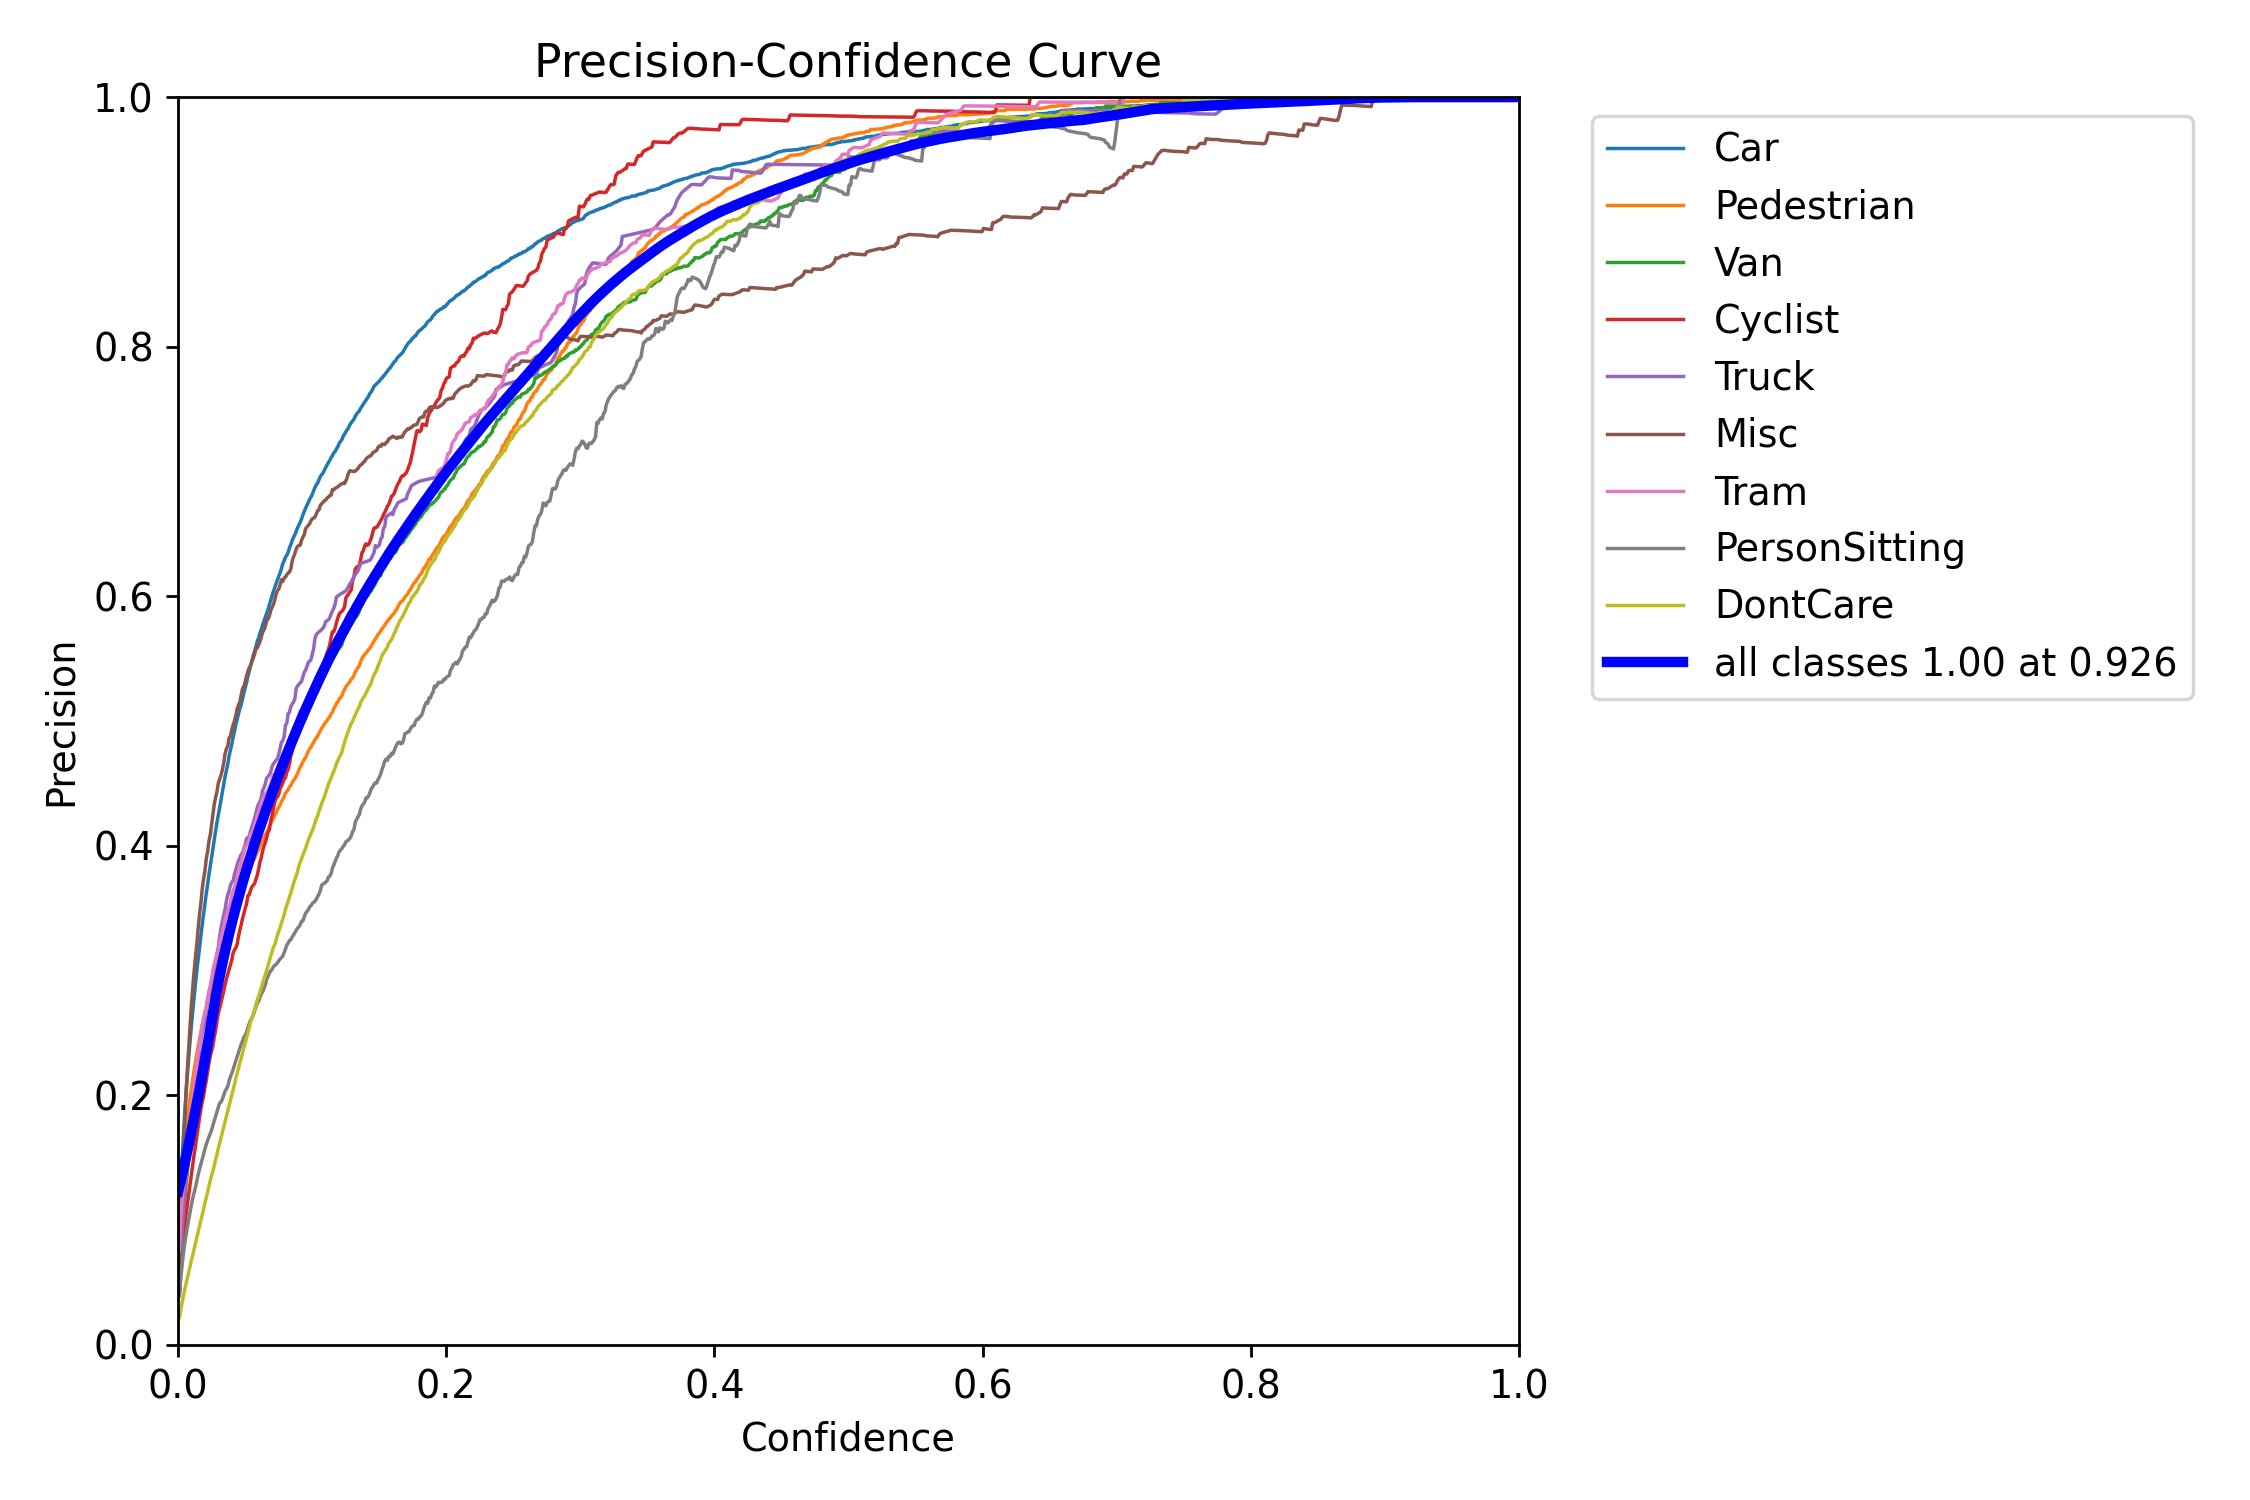 Precision-Confidence Curve
1.0
0.8
0.6
0.4
0.2
0.0
Precision
0.0 0.2 0.4 0.6 0.8 1.0
Confidence
Car
Pedestrian
Van
Cyclist
Truck
Misc
Tram
PersonSitting
DontCare
all classes 1.00 at 0.926